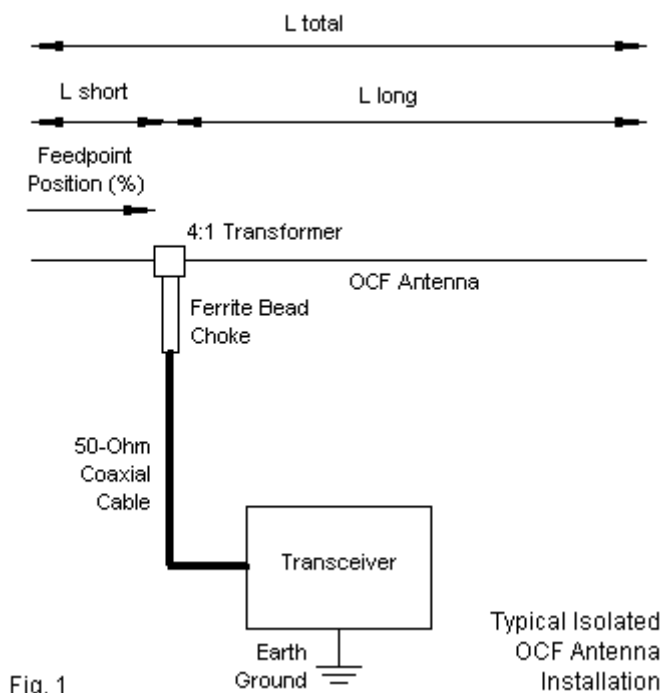 L total
L short
L long
Feedpoint
Position (%)
4:1 Transformer
OCF Antenna
Ferrite Bead
Choke
50-Ohm
Coaxial
Cable
Transceiver
Earth
Ground
Typical Isolated
OCF Antenna
Installation
Fig. 1